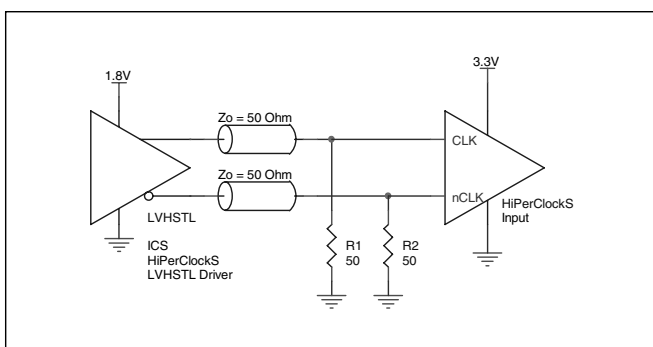 1.8V
3.3V
Zo = 50 Ohm
CLK
Zo = 50 Ohm
nCLK
HiPerClockS
Input
LVHSTL
ICS
HiPerClockS
LVHSTL Driver
R1
50
R2
50